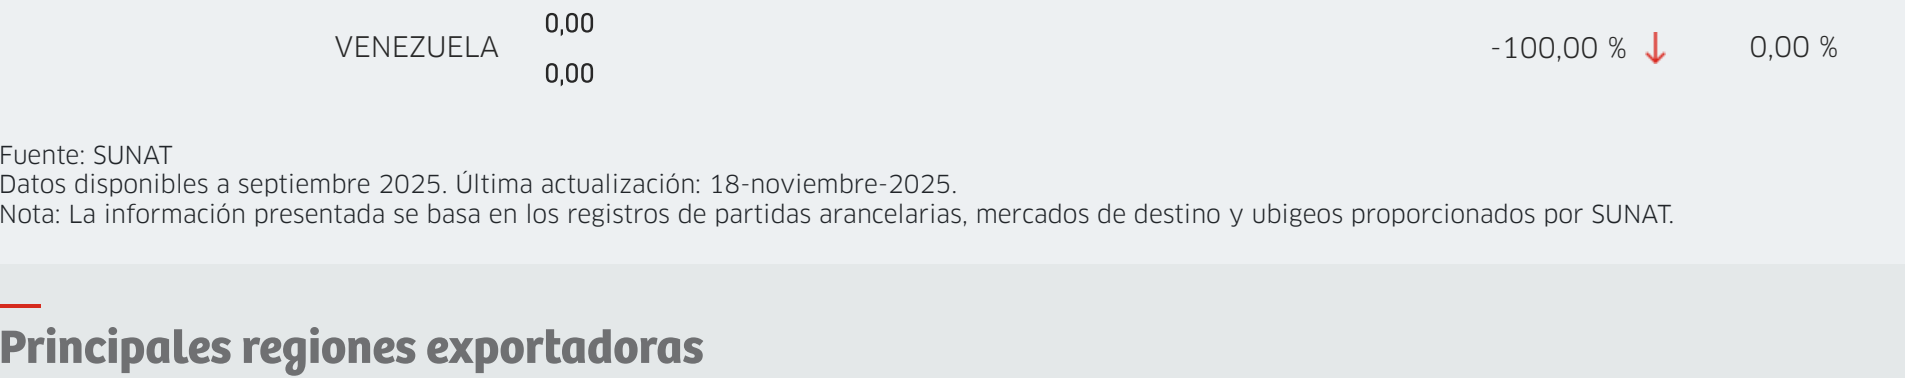 0,00
VENEZUELA -100,00 % 0,00 %
0,00
Fuente: SUNAT
Datos disponibles a septiembre 2025. Última actualización: 18-noviembre-2025.
Nota: La información presentada se basa en los registros de partidas arancelarias, mercados de destino y ubigeos proporcionados por SUNAT.
Principales regiones exportadoras